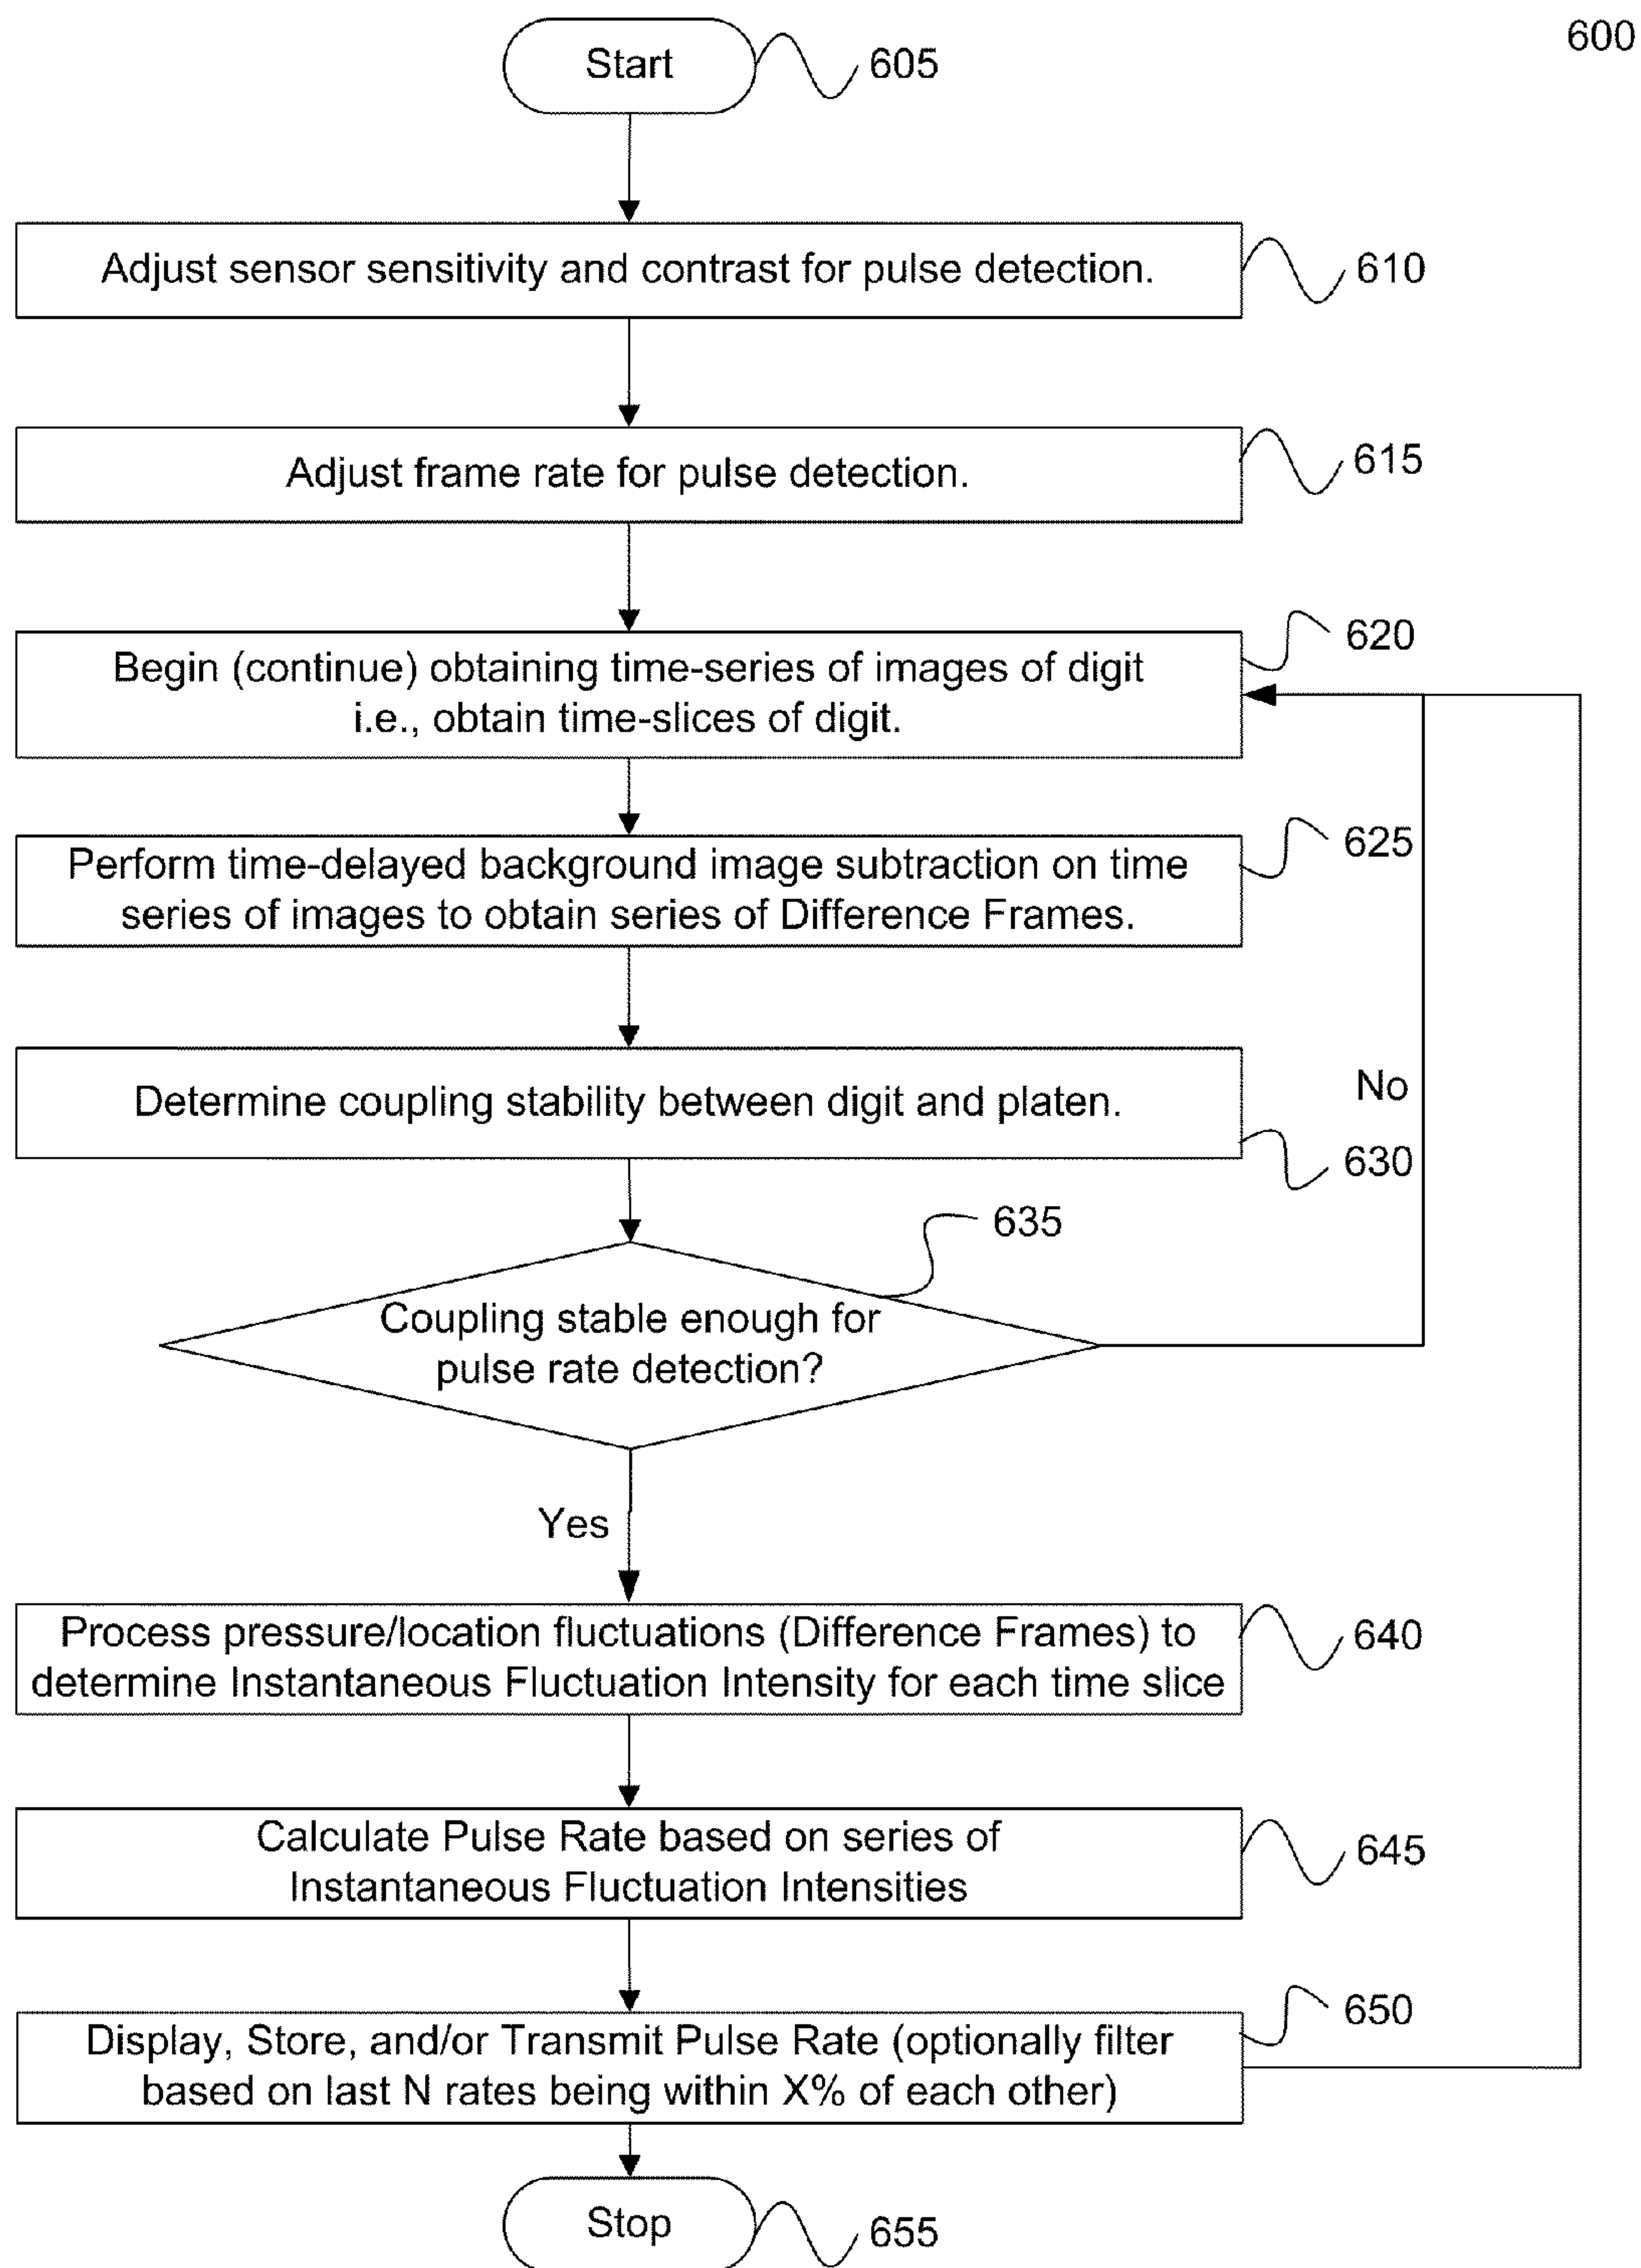 600
Start
605
Adjust sensor sensitivity and contrast for pulse detection.
610
Adjust frame rate for pulse detection.
615
Begin (continue) obtaining time-series of images of digit
i.e., obtain time-slices of digit.
620
Perform time-delayed background image subtraction on time
series of images to obtain series of Difference Frames.
625
Determine coupling stability between digit and platen.
No
630
635
Coupling stable enough for
pulse rate detection?
Yes
Process pressure/location fluctuations (Difference Frames) to
determine Instantaneous Fluctuation Intensity for each time slice
640
Calculate Pulse Rate based on series of
Instantaneous Fluctuation Intensities
645
Display, Store, and/or Transmit Pulse Rate (optionally filter
based on last N rates being within X% of each other)
650
Stop
655